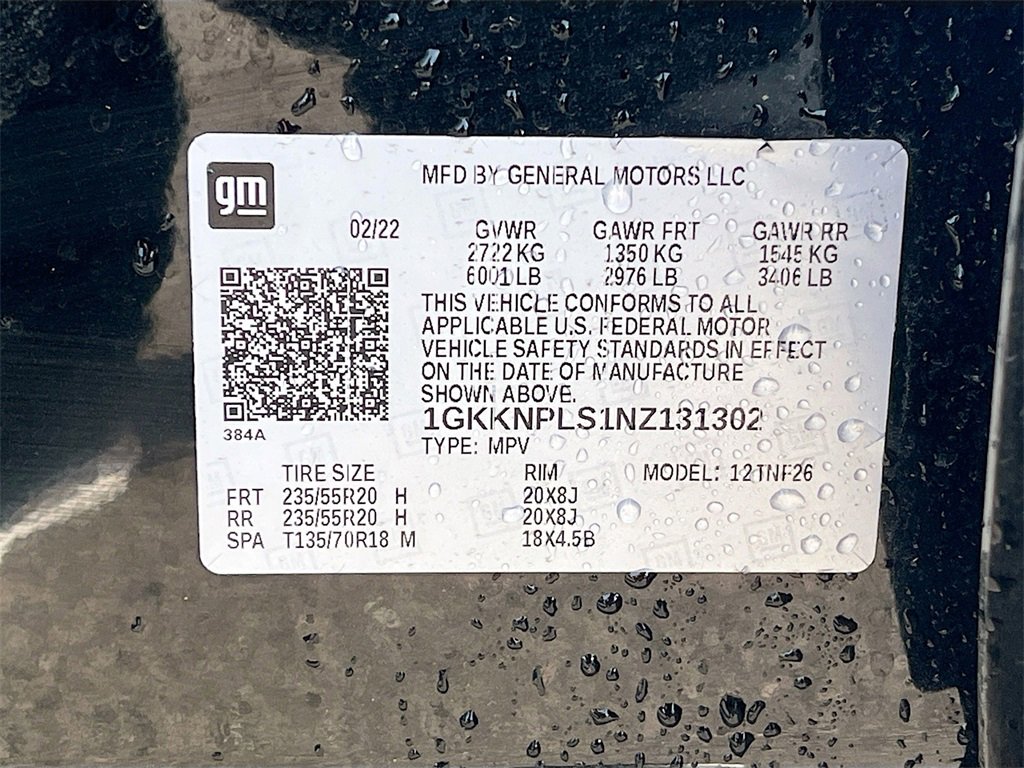 gm
MFD BY GENERAL MOTORS LLC
02/22 GVWR GAWR FRT GAWR RR
2722 KG 1350 KG 1545 KG
6001 LB 2976 LB 3406 LB
THIS VEHICLE CONFORMS TO ALL
APPLICABLE U.S. FEDERAL MOTOR
VEHICLE SAFETY STANDARDS IN EFFECT
ON THE DATE OF MANUFACTURE
SHOWN ABOVE.
1GKKNPLS1NZ131302
384A
TYPE: MPV
TIRE SIZE RIM MODEL: 12TNF26
FRT 235/55R20 H 20X8J
RR 235/55R20 H 20X8J
SPA T135/70R18 M 18X4.5B